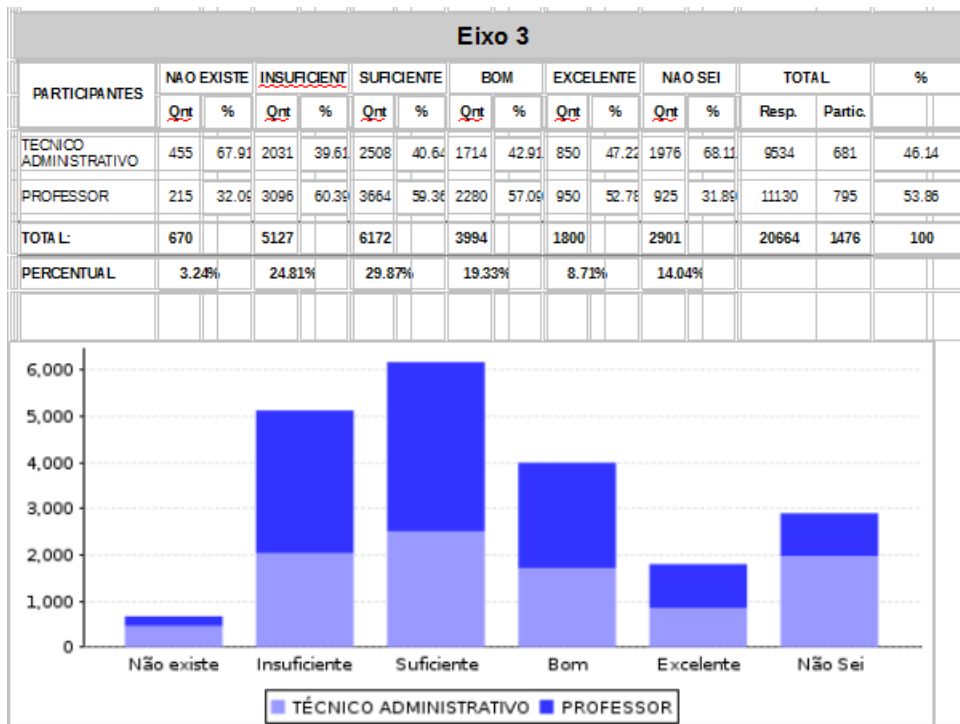 Eixo 3
PARTICIPANTES NAO EXISTE INSUFICIENT SUFICIENTE BOM EXCELENTE NAO SEI TOTAL %
Qnt % Qnt % Qnt % Qnt % Qnt % Qnt % Resp. Partic.
TECNICO ADMINISTRATIVO 455 67.91 2031 39.61 2508 40.64 1714 42.91 850 47.22 1976 68.11 9534 681 46.14
PROFESSOR 215 32.09 3096 60.39 3664 59.36 2280 57.09 950 52.78 925 31.89 11130 795 53.86
TOTAL: 670 5127 6172 3994 1800 2901 20664 1476 100
PERCENTUAL 3.24% 24.81% 29.87% 19.33% 8.71% 14.04%
6,000
5,000
4,000
3,000
2,000
1,000
0
Não existe Insuficiente Suficiente Bom Excelente Não Sei
TÉCNICO ADMINISTRATIVO PROFESSOR